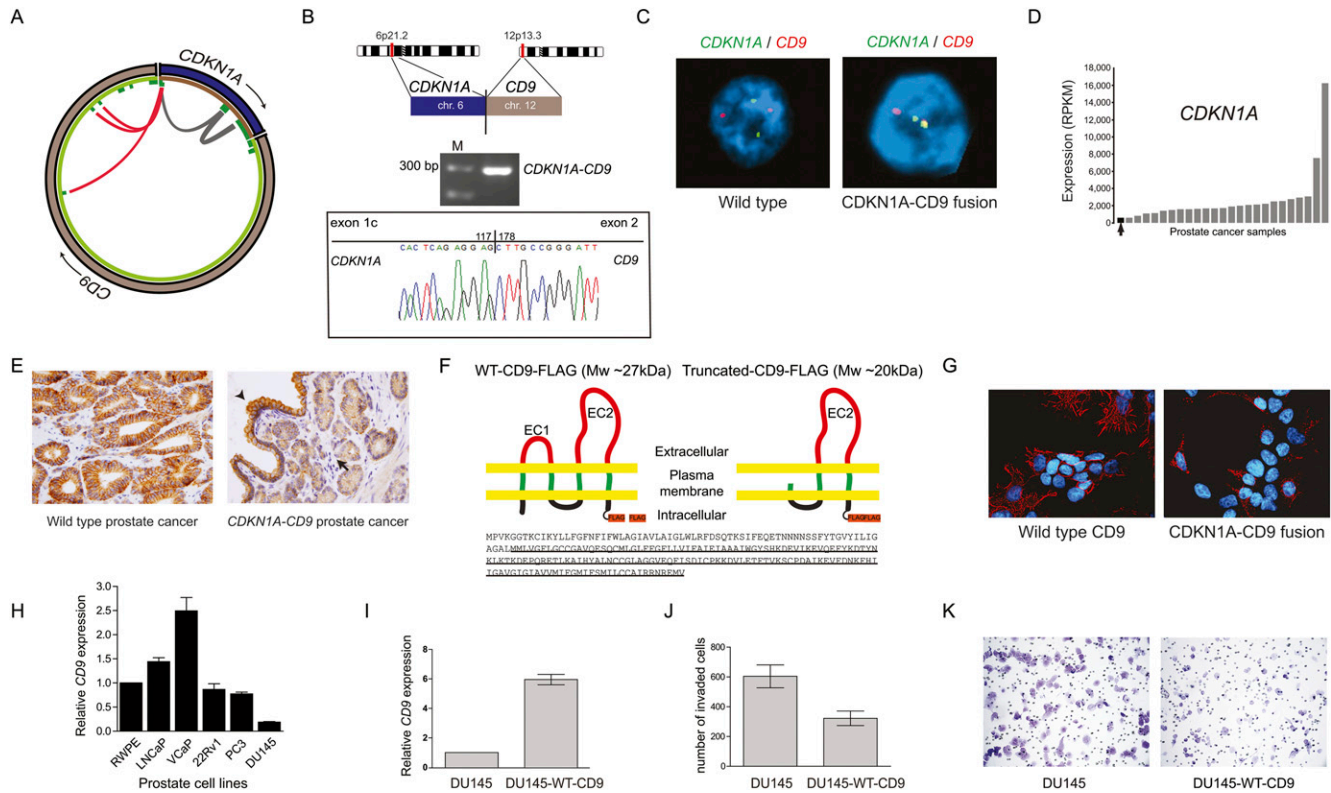 A
CDKN1A
CD9
B
6p21.2
12p13.3
CDKN1A
CD9
chr. 6
chr. 12
M
300 bp
CDKN1A-CD9
exon 1c
exon 2
117 178
CACTCAGAGGAGCTTGCCGGGATT
CDKN1A
CD9
C
CDKN1A / CD9
CDKN1A / CD9
Wild type
CDKN1A-CD9 fusion
D
CDKN1A
Expression (RPKM)
18,000
16,000
14,000
12,000
10,000
8,000
6,000
4,000
2,000
0
Prostate cancer samples
E
Wild type prostate cancer
CDKN1A-CD9 prostate cancer
F
WT-CD9-FLAG (Mw ~27kDa)
Truncated-CD9-FLAG (Mw ~20kDa)
EC1
EC2
EC2
Extracellular
Plasma
membrane
Intracellular
FLAG FLAG
FLAGFLAG
MPVKGGTKCIKYLLFGFNFIFWLAGIAVLAIGLWLRFDSQTKSIFEQETNNNNSSFYTGVYILIG
AGALMMLVGFLGCCGAVQESQCMLGLFFGFLLVIFAIEIAAAIWGYSHKDEVIKEVQEFYKDTYN
KLKTKDEPQRETLKAIHYALNCCGLAGGVEQFISDICPKKDVLETFTVKSCPDAIKEVFDNKFHI
IGAVGIGIAVVMIFGMIFSMILCCAIRRNREMV
G
Wild type CD9
CDKN1A-CD9 fusion
H
Relative CD9 expression
3.0
2.5
2.0
1.5
1.0
0.5
0.0
RWPE
LNCaP
VCaP
22Rv1
PC3
DU145
Prostate cell lines
I
Relative CD9 expression
8
6
4
2
0
DU145
DU145-WT-CD9
J
number of invaded cells
800
600
400
200
0
DU145
DU145-WT-CD9
K
DU145
DU145-WT-CD9